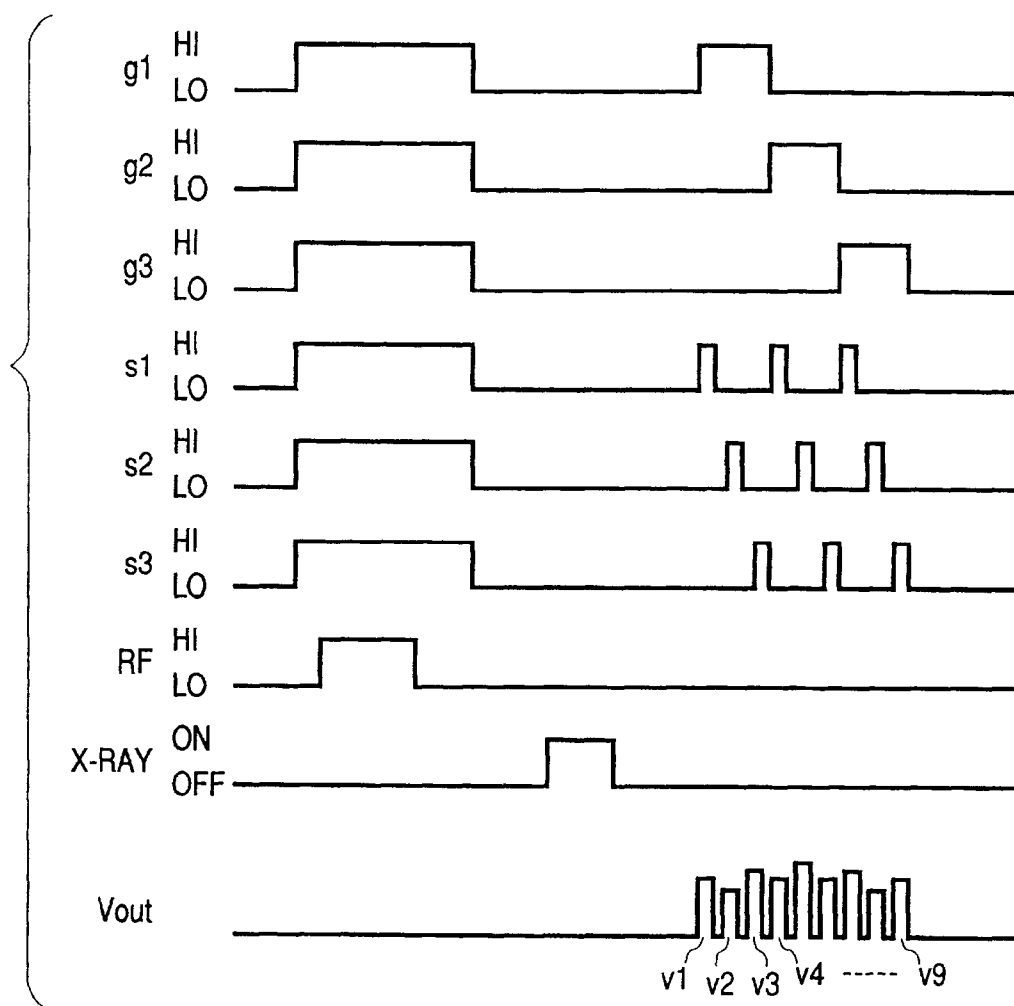 g1 HI
LO
g2 HI
LO
g3 HI
LO
s1 HI
LO
s2 HI
LO
s3 HI
LO
RF HI
LO
X-RAY ON
OFF
Vout
v1 v2 v3 v4 ----- v9